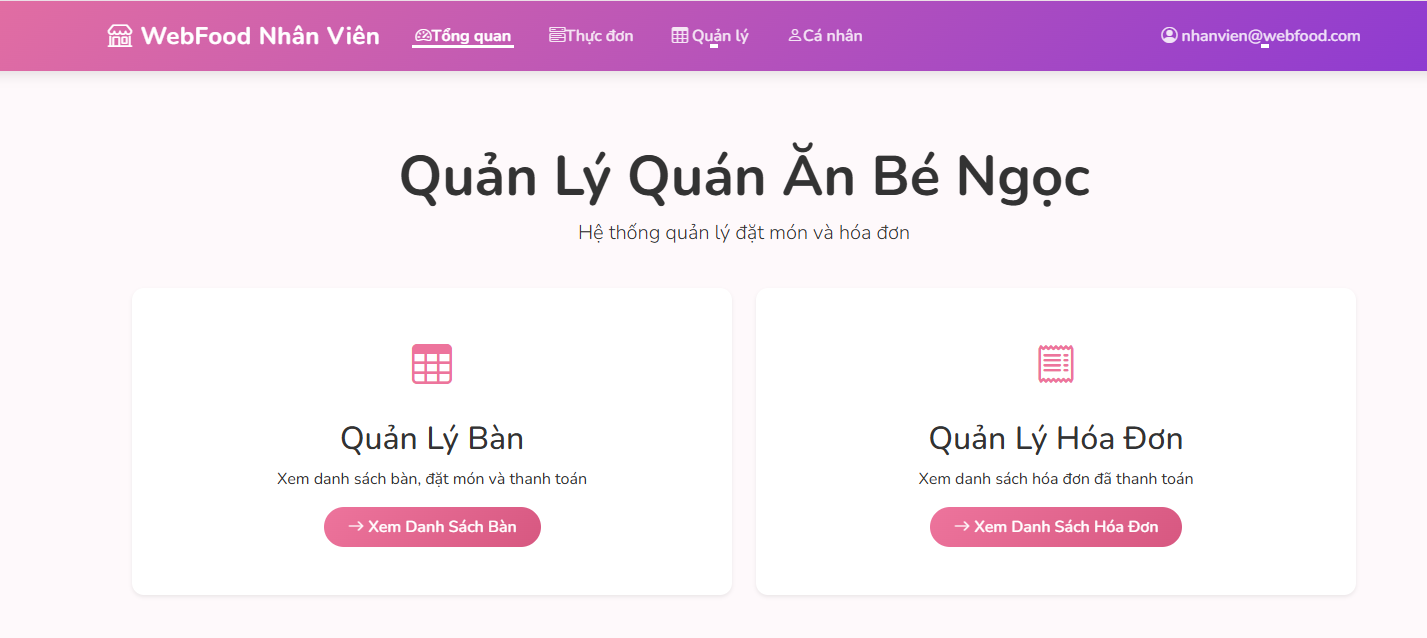 WebFood Nhân Viên Tổng quan Thực đơn Quản lý Cá nhân nhanvien@webfood.com
Quản Lý Quán Ăn Bé Ngọc
Hệ thống quản lý đặt món và hóa đơn
Quản Lý Bàn
Xem danh sách bàn, đặt món và thanh toán
Xem Danh Sách Bàn
Quản Lý Hóa Đơn
Xem danh sách hóa đơn đã thanh toán
Xem Danh Sách Hóa Đơn